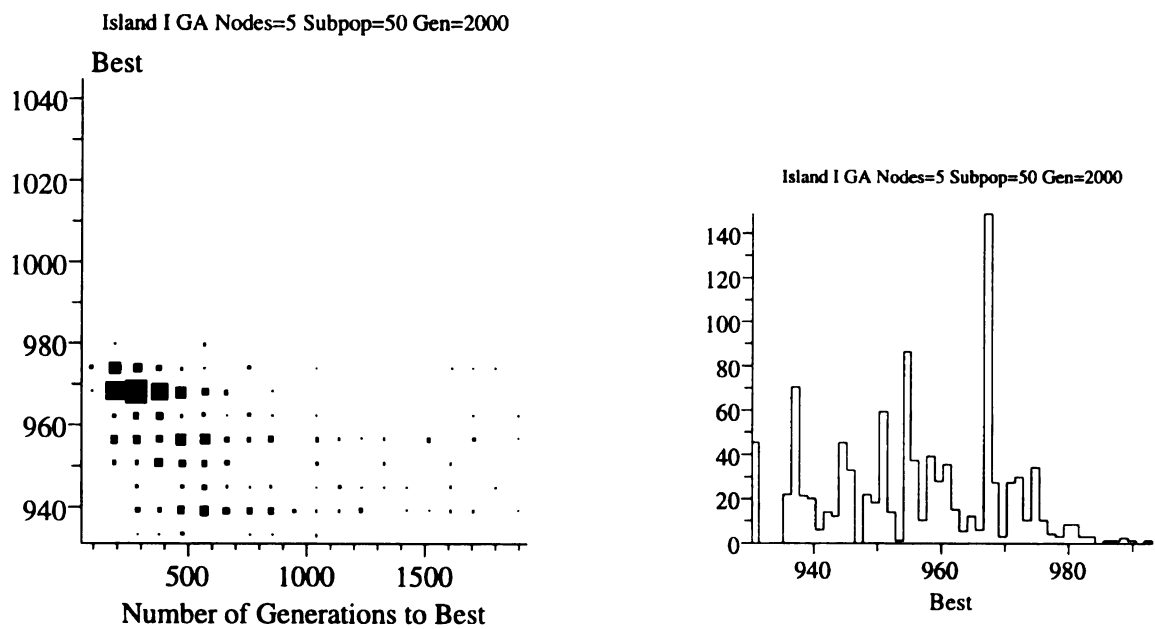 Island I GA Nodes=5 Subpop=50 Gen=2000
Best
1040
1020
1000
980
960
940
500 1000 1500
Number of Generations to Best
Island I GA Nodes=5 Subpop=50 Gen=2000
140
120
100
80
60
40
20
0
940 960 980
Best